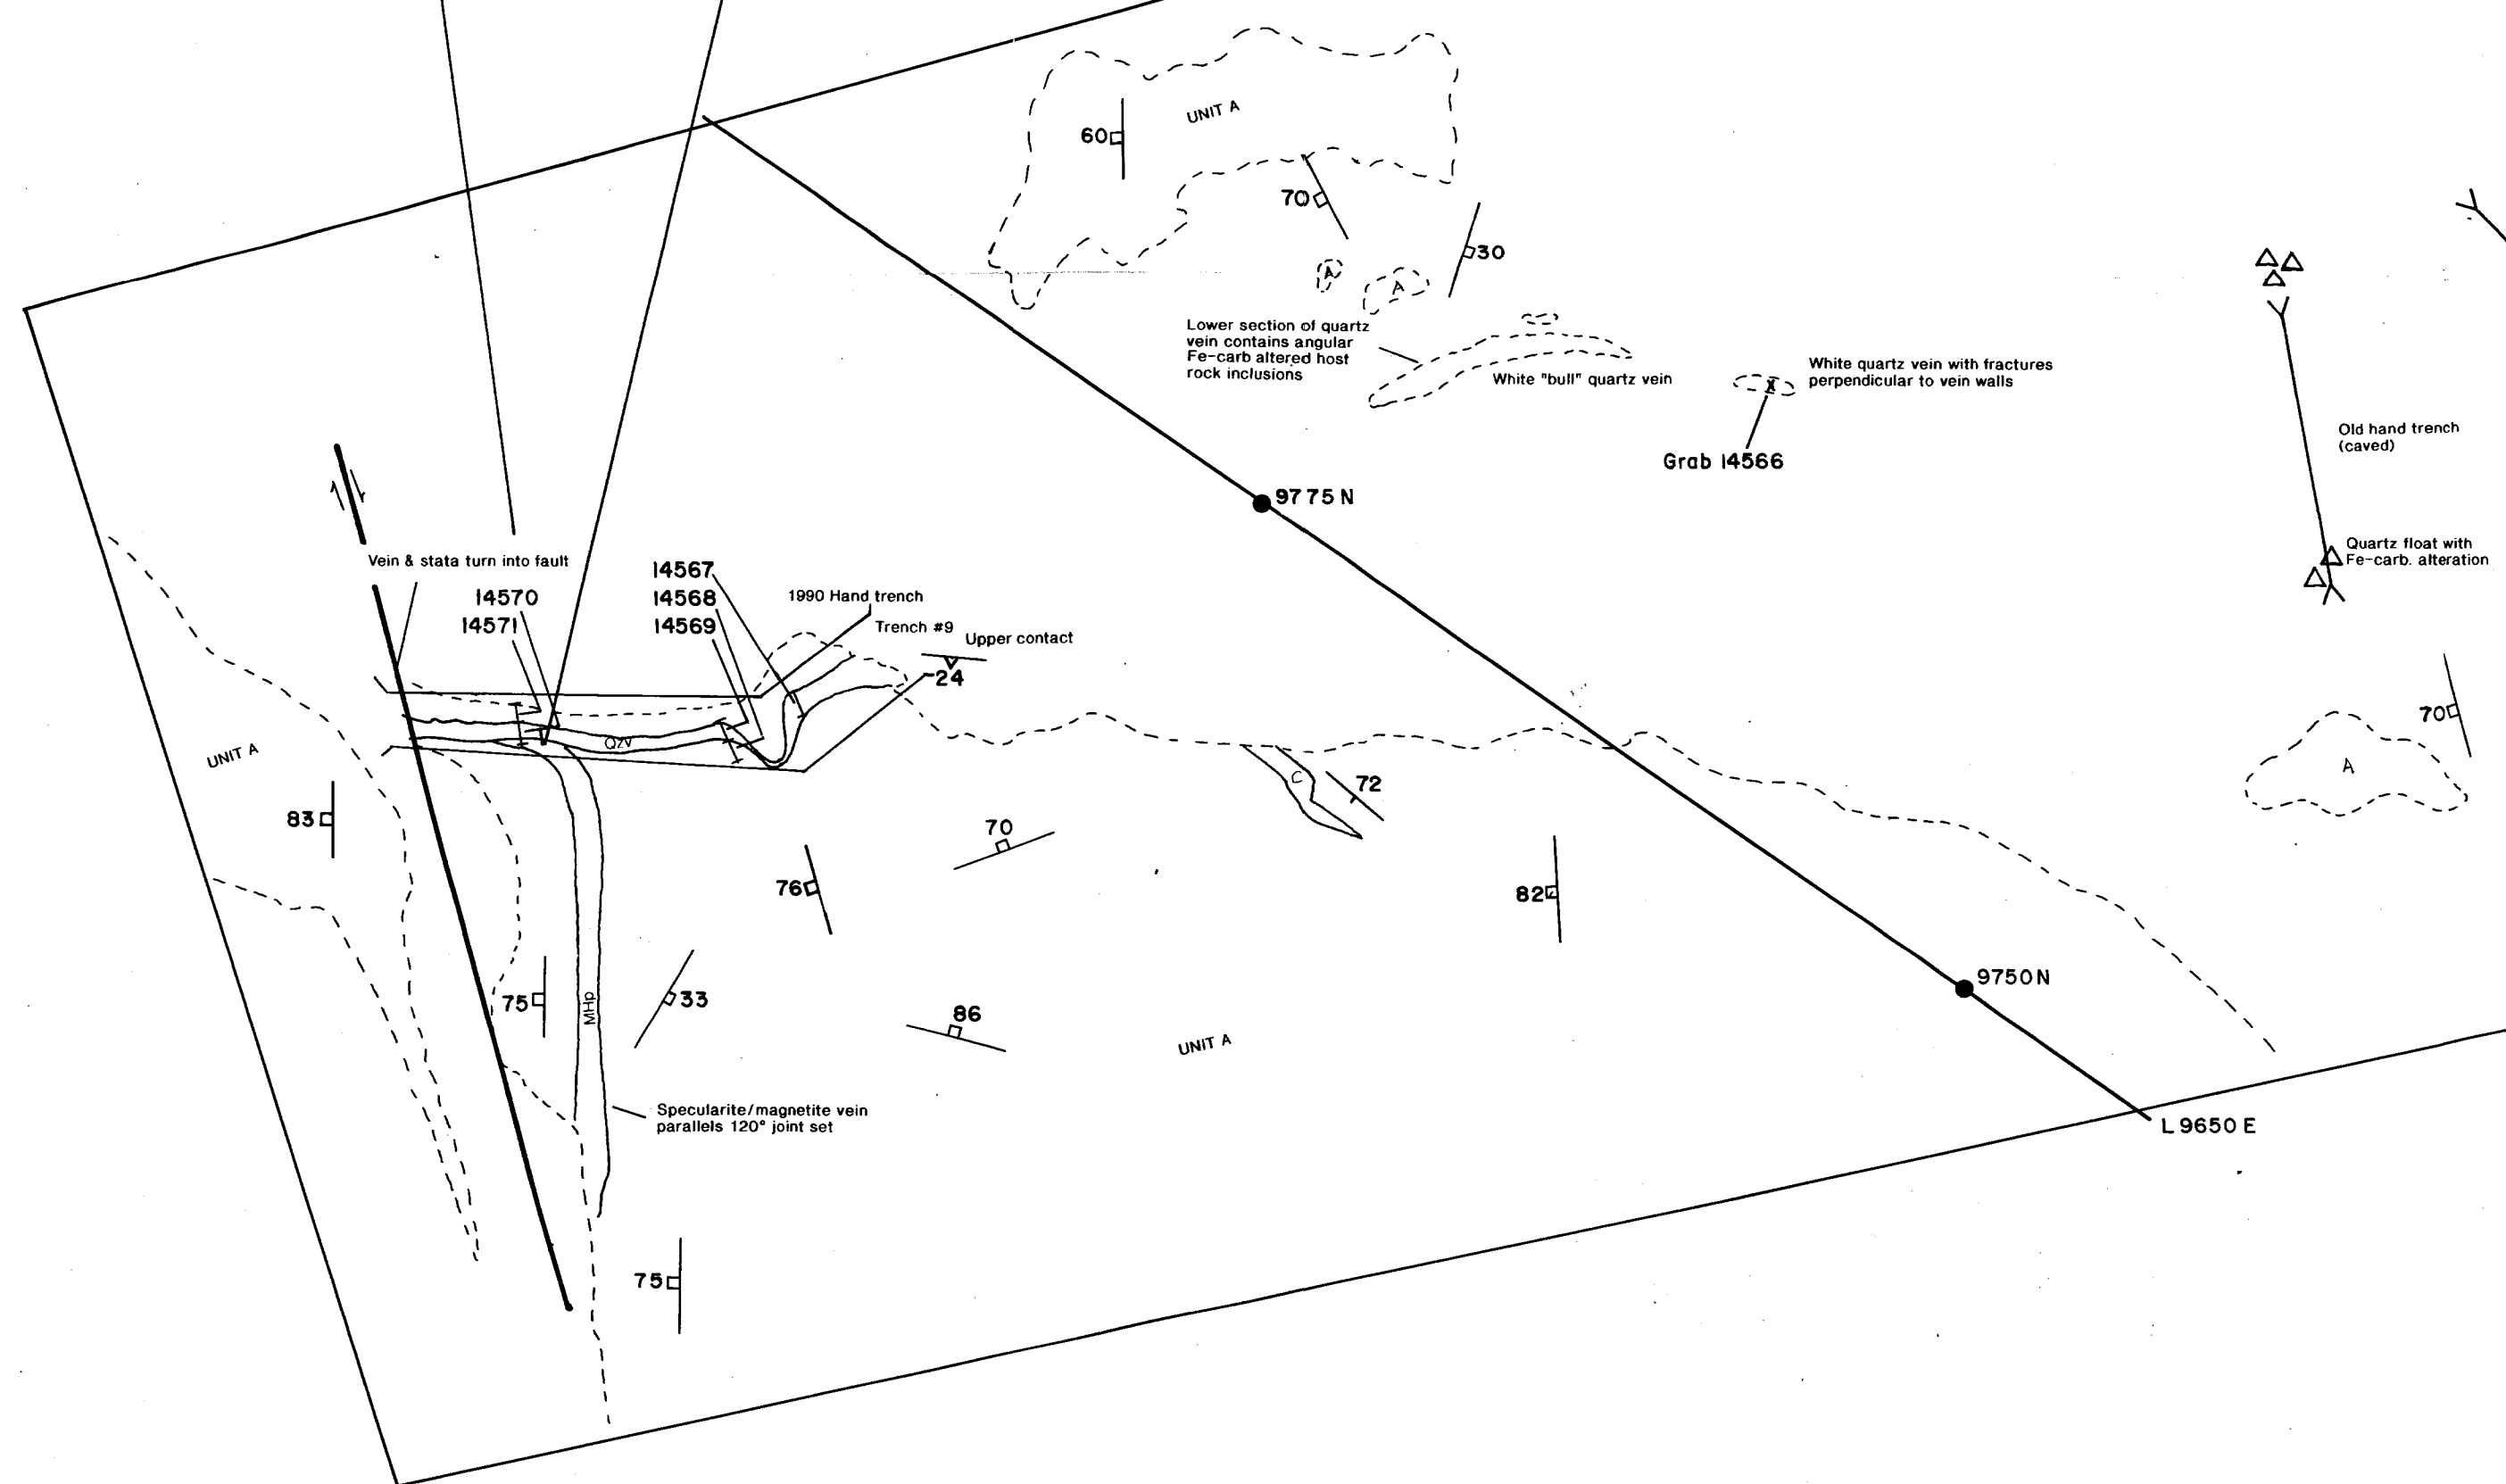 UNIT A
60
70
30
A
A
Lower section of quartz
vein contains angular
Fe-carb altered host
rock inclusions
White "bull" quartz vein
White quartz vein with fractures
perpendicular to vein walls
Grab 14566
Old hand trench
(caved)
9775 N
Quartz float with
Fe-carb. alteration
Vein & stata turn into fault
14570
14571
14567
14568
14569
1990 Hand trench
Trench #9
Upper contact
24
QZV
UNIT A
83
C
72
70
76
82
70
A
75
MHp
33
86
UNIT A
9750 N
Specularite/magnetite vein
parallels 120° joint set
L 9650 E
75